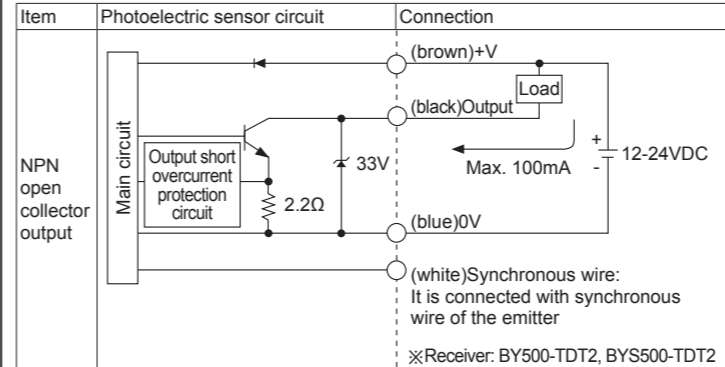 Item
Photoelectric sensor circuit
Connection
NPN
open
collector
output
Main circuit
Output short
overcurrent
protection
circuit
2.2Ω
33V
(brown)+V
Load
(black)Output
Max. 100mA
+
-
12-24VDC
(blue)0V
(white)Synchronous wire:
It is connected with synchronous
wire of the emitter
※Receiver: BY500-TDT2, BYS500-TDT2